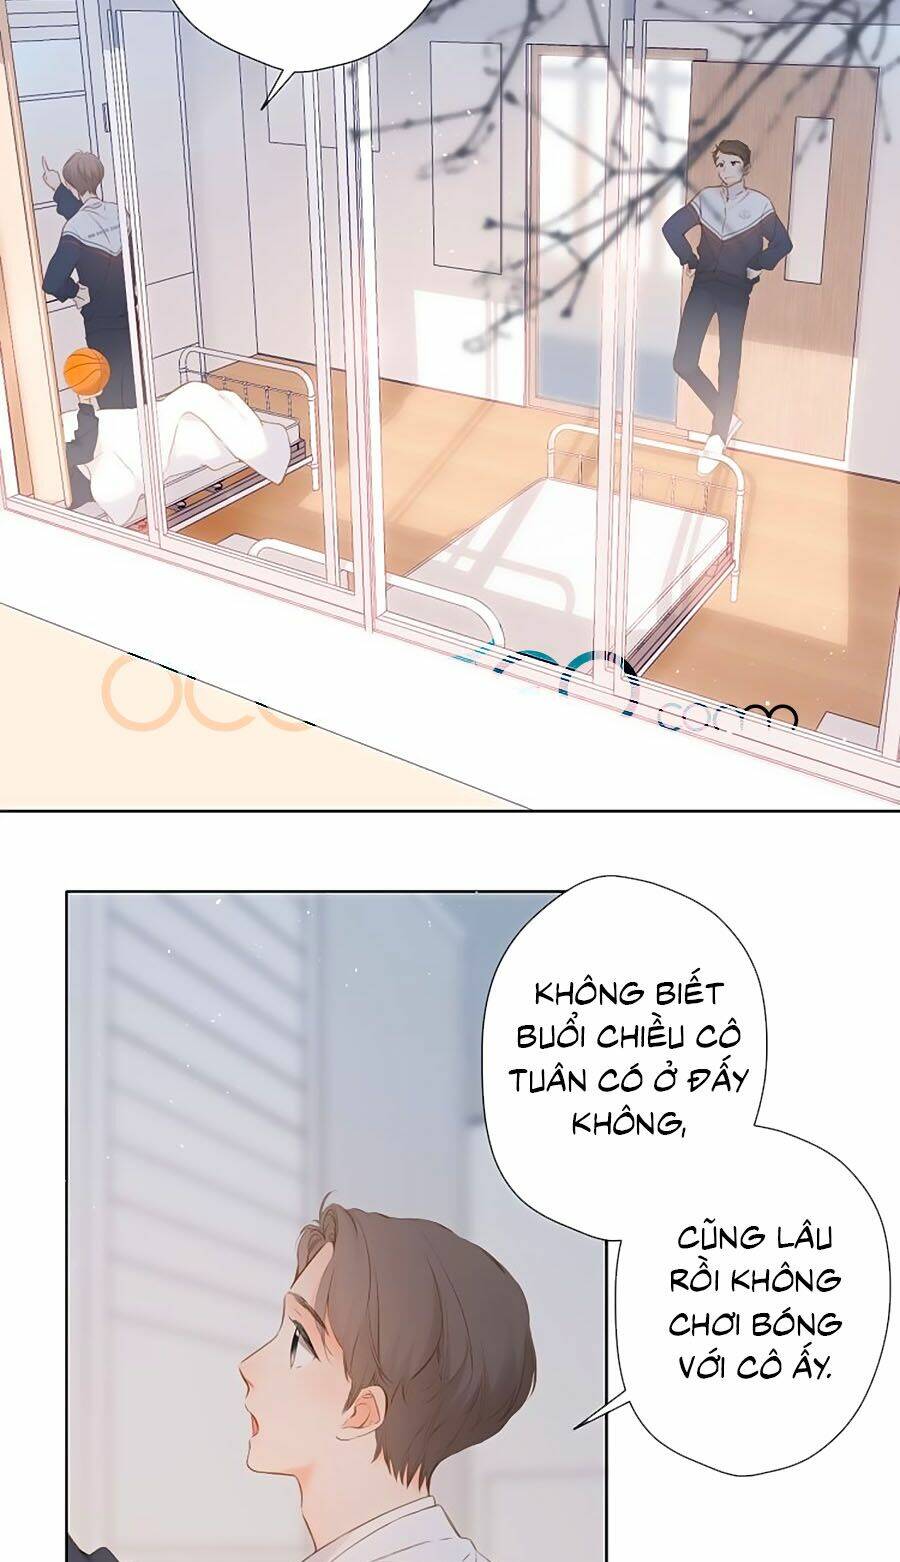 KHÔNG BIẾT
BUỔI CHIỀU CÔ
TUÂN CÓ Ở ĐẤY
KHÔNG,
CŨNG LÂU
RỒI KHÔNG
CHƠI BÓNG
VỚI CÔ ẤY.